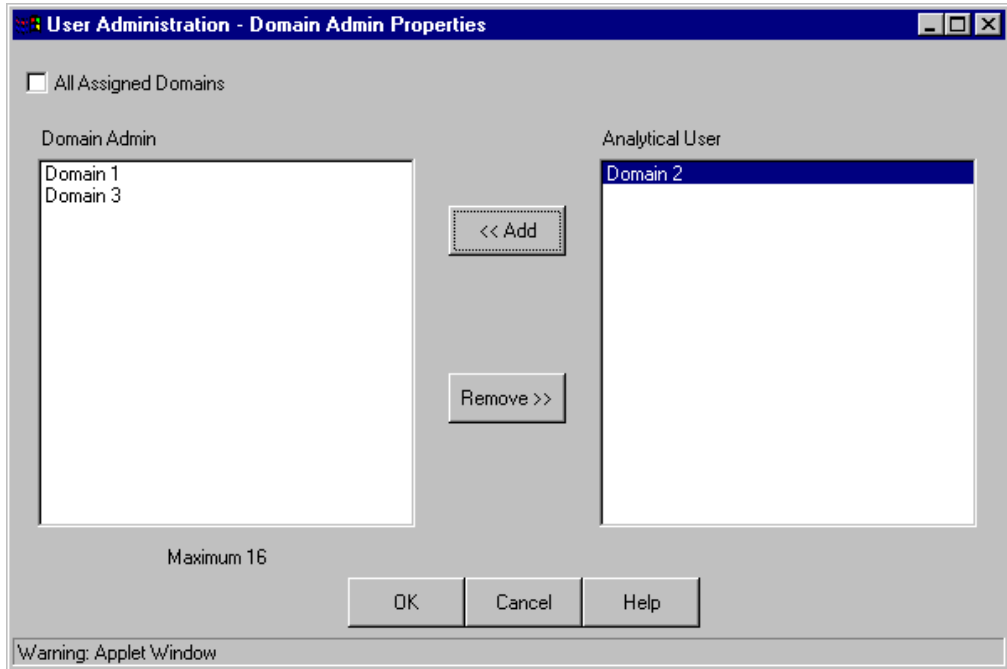 User Administration - Domain Admin Properties
All Assigned Domains
Domain Admin
Analytical User
Domain 1
Domain 3
Domain 2
<< Add
Remove >>
Maximum 16
OK
Cancel
Help
Warning: Applet Window